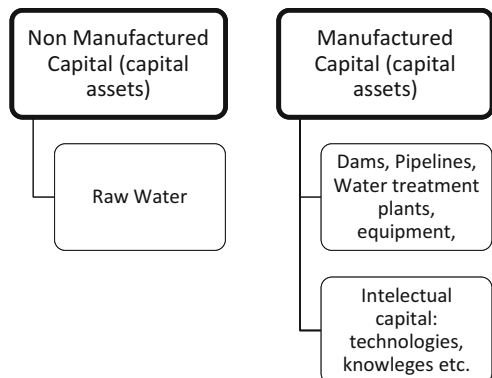 Non Manufactured
Capital (capital
assets)
Raw Water
Manufactured
Capital (capital
assets)
Dams, Pipelines,
Water treatment
plants,
equipment,
Intelectual
capital:
technologies,
knowleges etc.